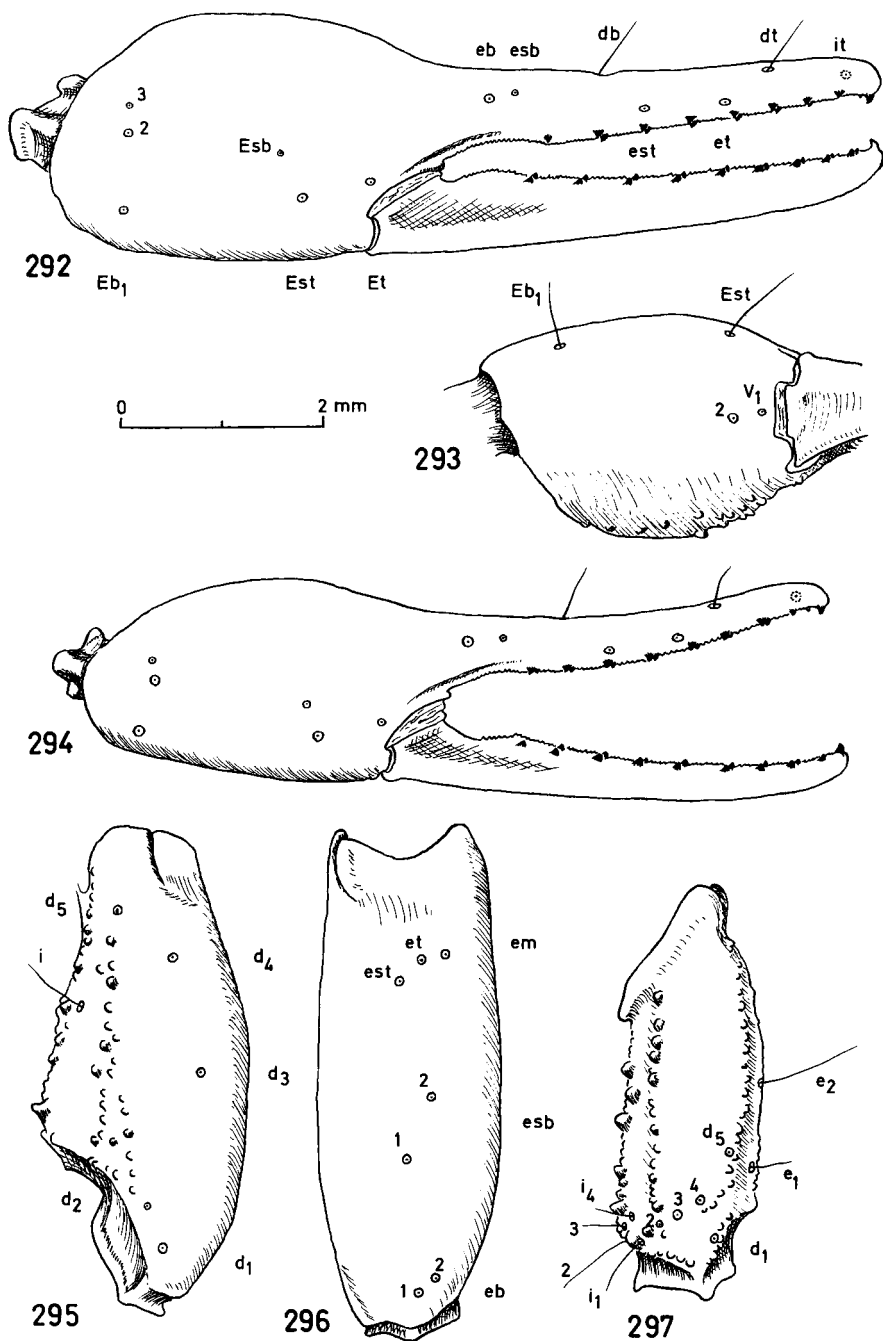 eb esb db dt it
3
2
Esb
est et
292
Eb1 Est Et
Eb1 Est
0 2 mm
2 V1
293
294
d5
i
d4
d3
d2
d1
295
et em
est
2
esb
1
2
1 eb
296
e2
d5
e1
i4
3 2 3 4
2
i1
d1
297